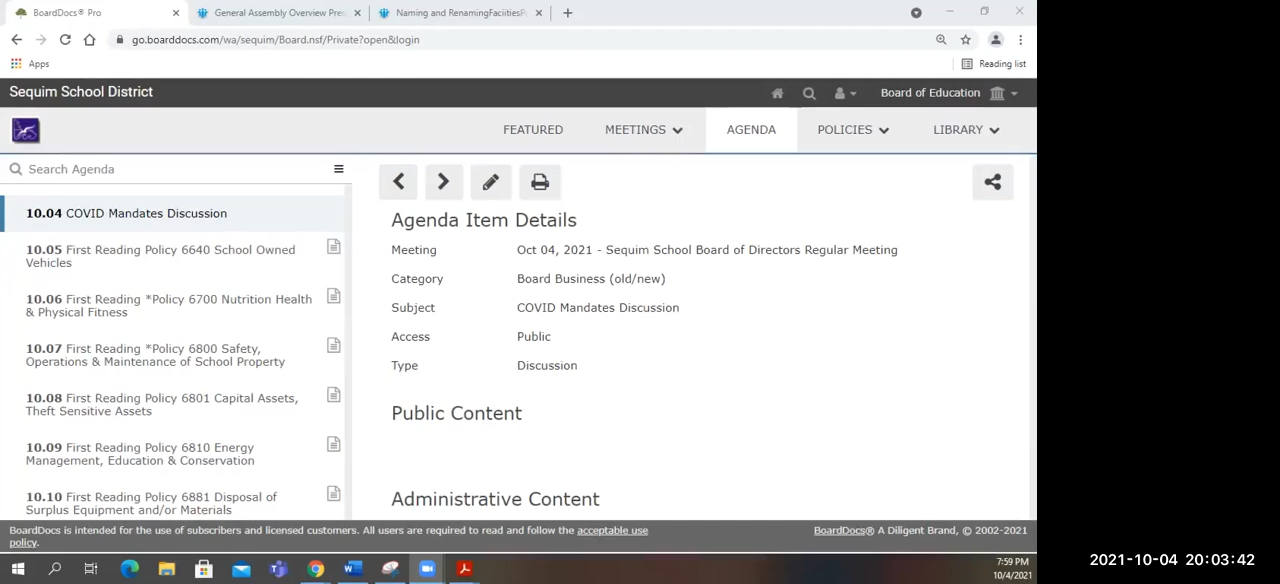 BoardDocs® Pro
General Assembly Overview Pres
Naming and RenamingFaciitiesP
go.boarddocs.com/wa/sequim/Board.nsf/Private?open&login
Apps
Reading list
Sequim School District
Board of Education
FEATURED
MEETINGS
AGENDA
POLICIES
LIBRARY
Search Agenda
10.04 COVID Mandates Discussion
10.05 First Reading Policy 6640 School Owned
Vehicles
10.06 First Reading *Policy 6700 Nutrition Health
& Physical Fitness
10.07 First Reading *Policy 6800 Safety,
Operations & Maintenance of School Property
10.08 First Reading Policy 6801 Capital Assets,
Theft Sensitive Assets
10.09 First Reading Policy 6810 Energy
Management, Education & Conservation
10.10 First Reading Policy 6881 Disposal of
Surplus Equipment and/or Materials
Agenda Item Details
Meeting Oct 04, 2021 - Sequim School Board of Directors Regular Meeting
Category Board Business (old/new)
Subject COVID Mandates Discussion
Access Public
Type Discussion
Public Content
Administrative Content
BoardDocs is intended for the use of subscribers and licensed customers. All users are required to read and follow the acceptable use
policy.
BoardDocs® A Diligent Brand, © 2002-2021
7:59 PM
10/4/2021
2021-10-04 20:03:42